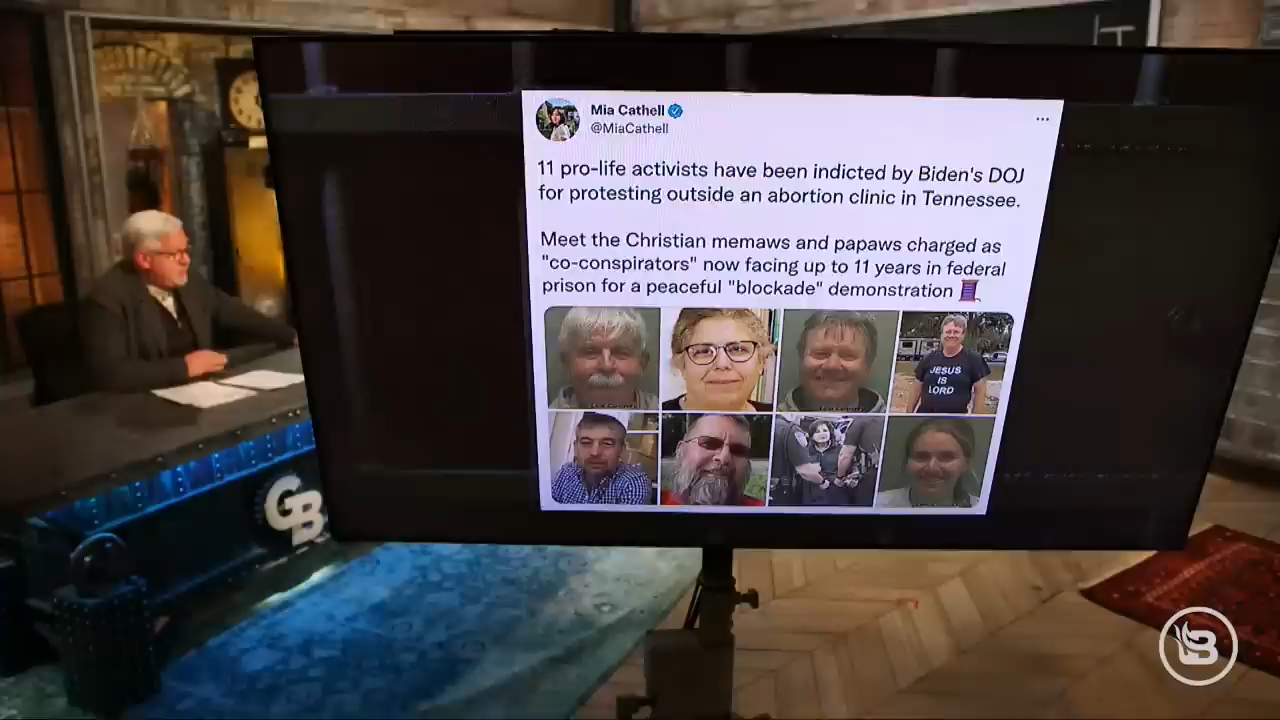 Mia Cathell
@MiaCathell
11 pro-life activists have been indicted by Biden's DOJ
for protesting outside an abortion clinic in Tennessee.
Meet the Christian memaws and papaws charged as
"co-conspirators" now facing up to 11 years in federal
prison for a peaceful "blockade" demonstration
JESUS
IS
LORD
GB
B